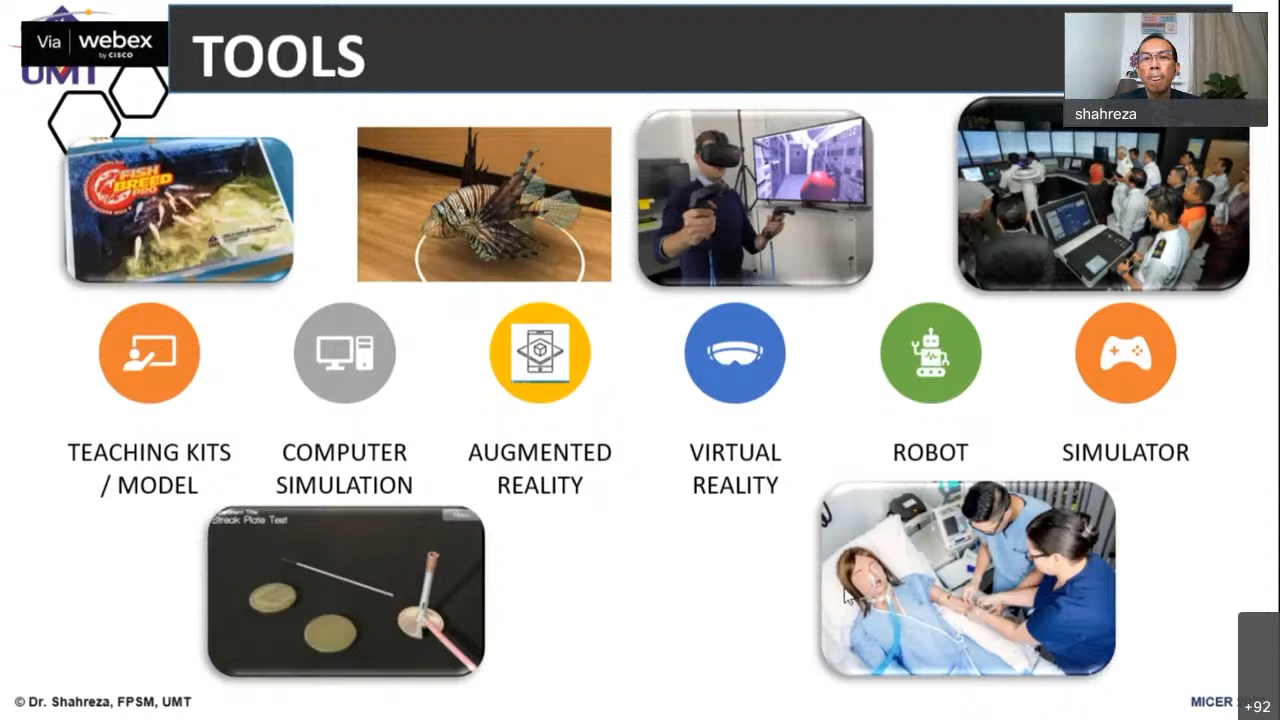 Via webex
by CISCO
UMT
TOOLS
shahreza
FISH
BREED
PRO
TEACHING KITS
/ MODEL
COMPUTER
SIMULATION
AUGMENTED
REALITY
VIRTUAL
REALITY
ROBOT
SIMULATOR
Streak Plate Test
© Dr. Shahreza, FPSM, UMT
MICER
+92